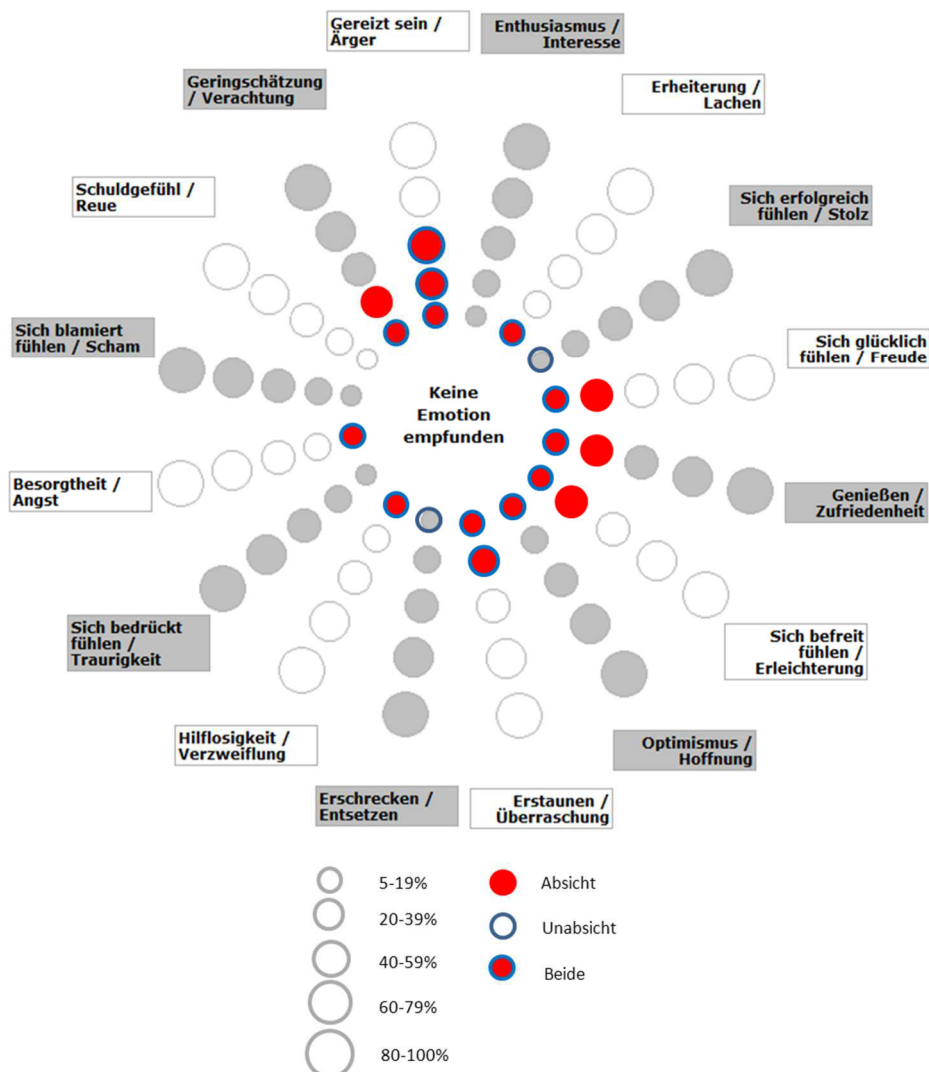 Gereizt sein /
Ärger
Enthusiasmus /
Interesse
Geringschätzung
/ Verachtung
Erheiterung /
Lachen
Schuldgefühl /
Reue
Sich erfolgreich
fühlen / Stolz
Sich blamiert
fühlen / Scham
Sich glücklich
fühlen / Freude
Keine
Emotion
empfunden
Besorgtheit /
Angst
Genießen /
Zufriedenheit
Sich bedrückt
fühlen /
Traurigkeit
Sich befreit
fühlen /
Erleichterung
Hilflosigkeit /
Verzweiflung
Optimismus /
Hoffnung
Erschrecken /
Entsetzen
Erstaunen /
Überraschung
5-19%
20-39%
40-59%
60-79%
80-100%
Absicht
Unabsicht
Beide